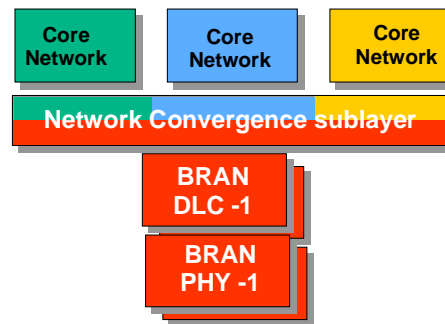 Core
Network
Core
Network
Core
Network
Network Convergence sublayer
BRAN
DLC -1
BRAN
PHY -1